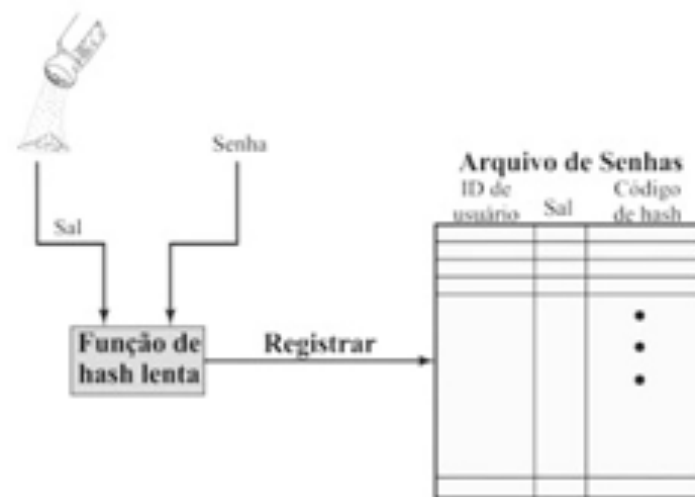 Senha
Sal
Função de
hash lenta
Registrar
Arquivo de Senhas
ID de
usuário
Sal
Código
de hash